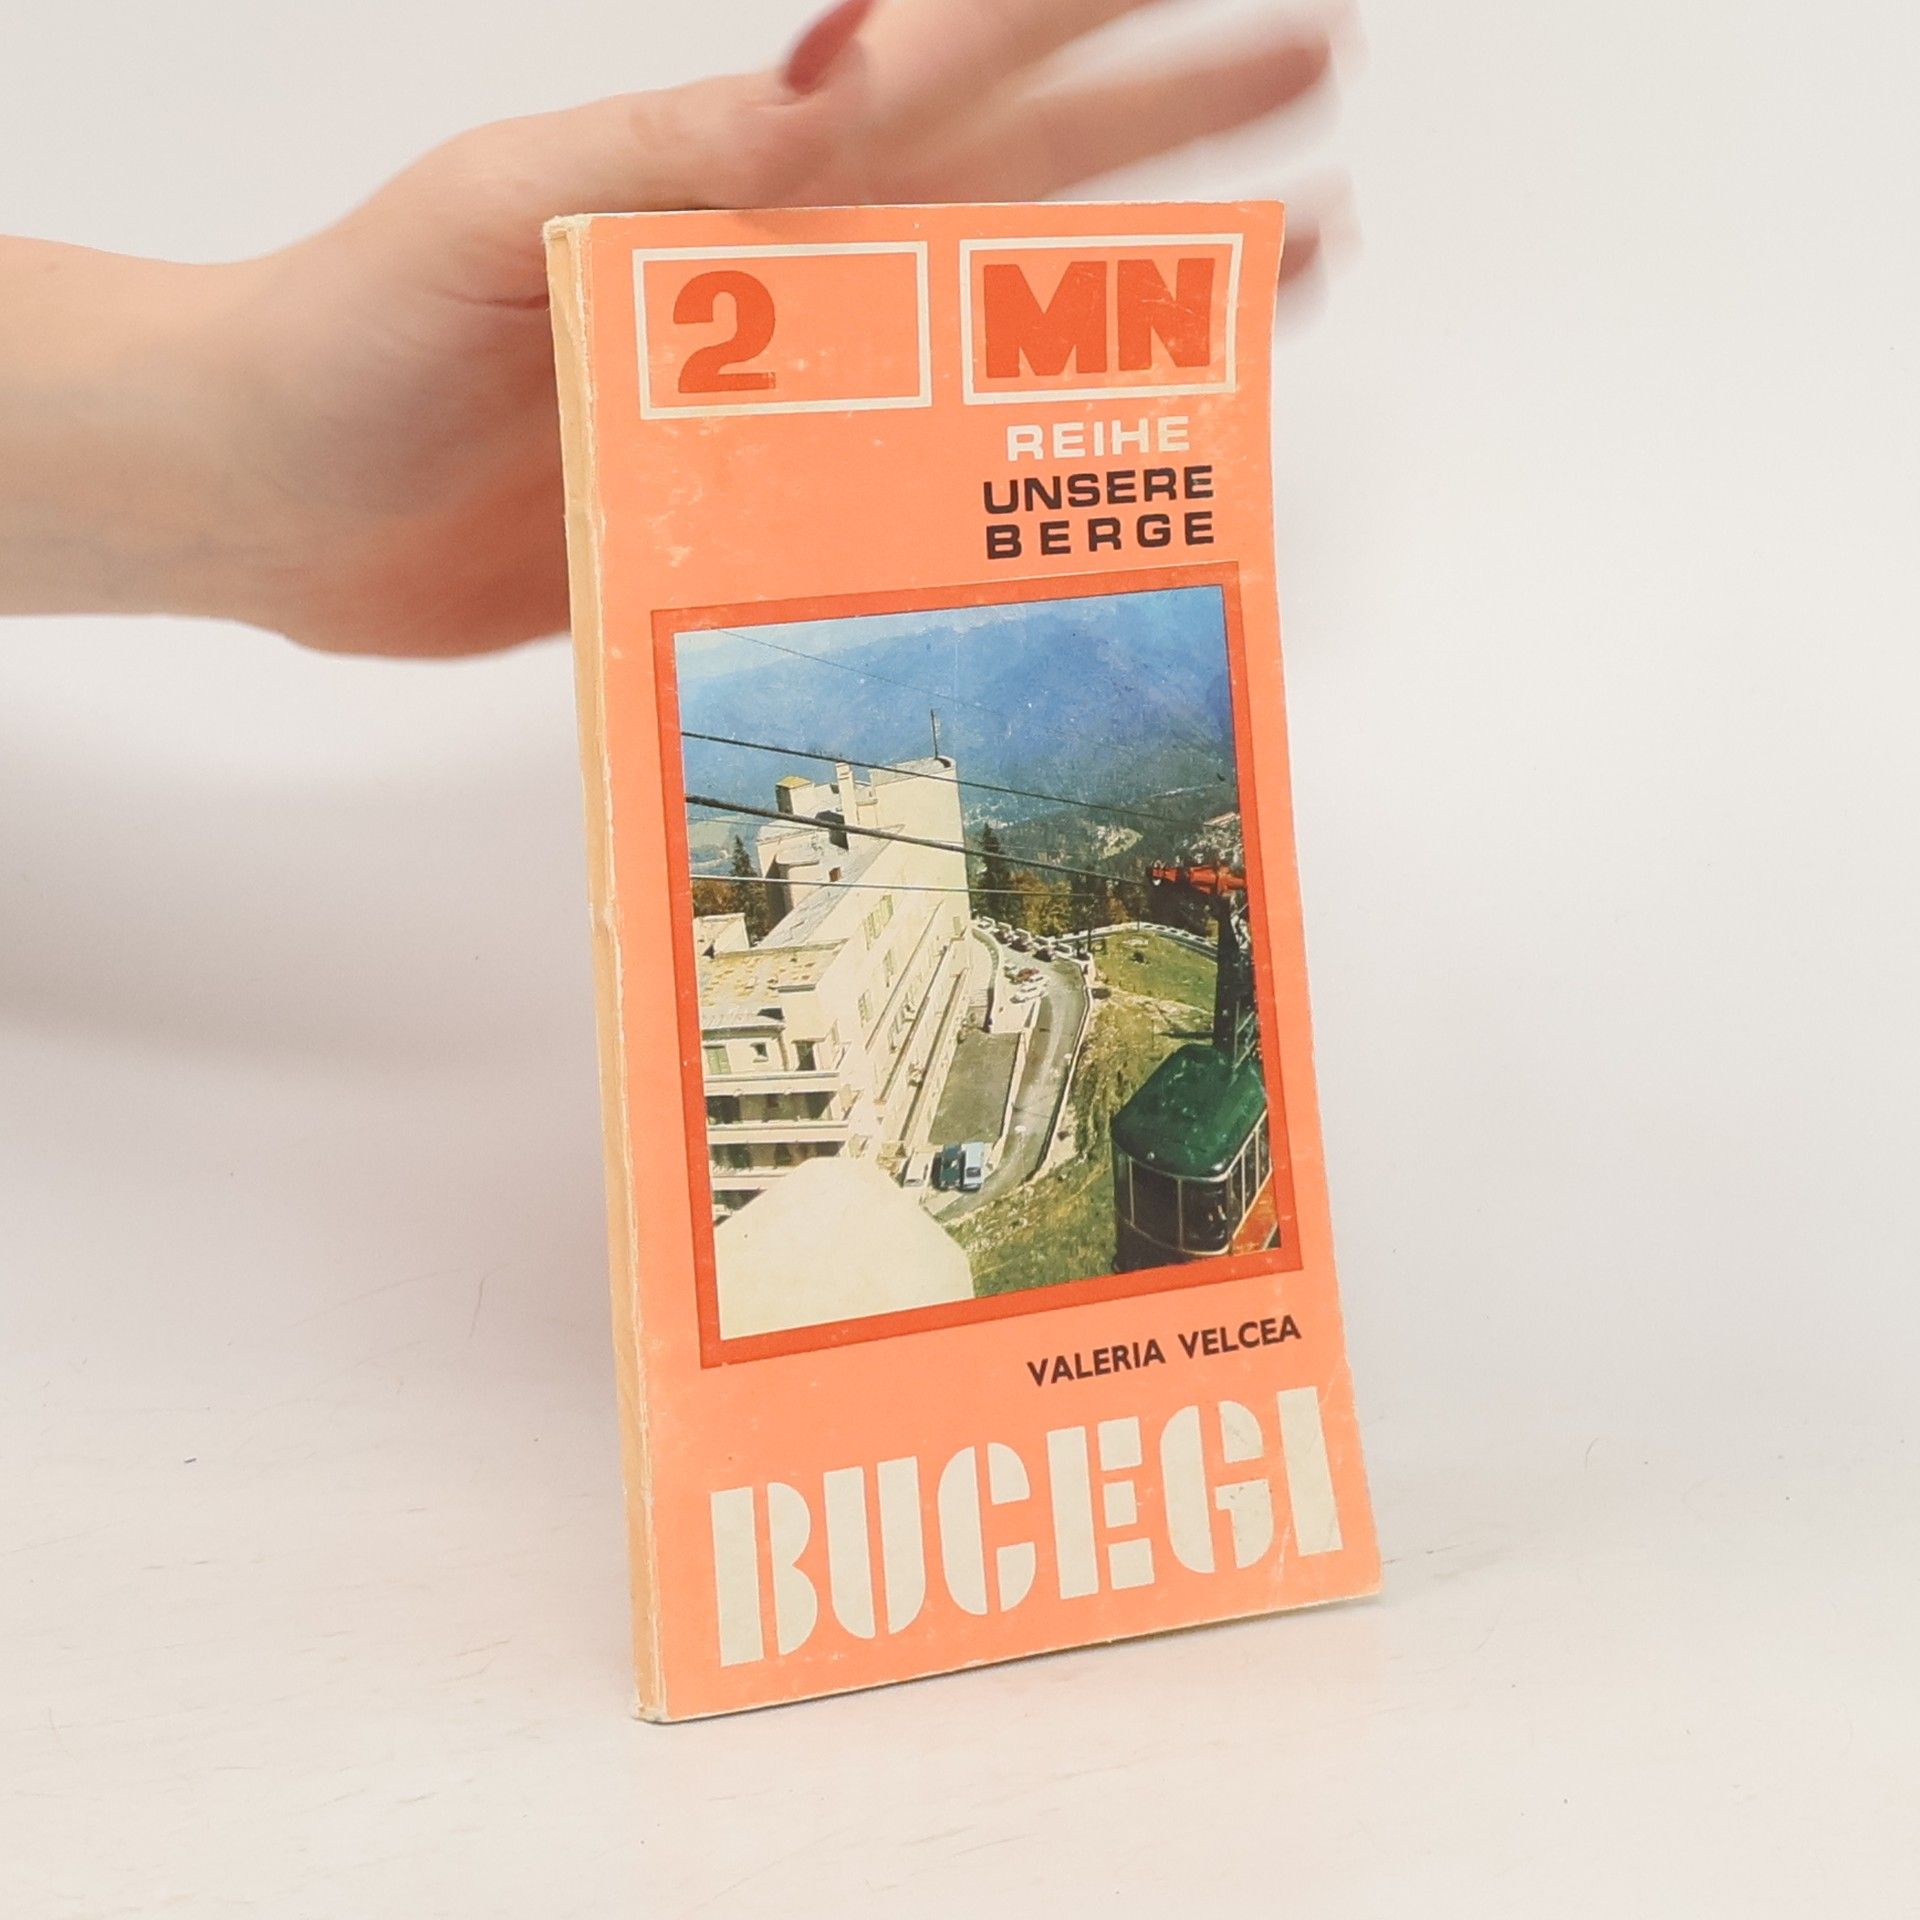 2 MN
REIHE
UNSERE
BERGE
VALERIA VELCEA
BUCEGI